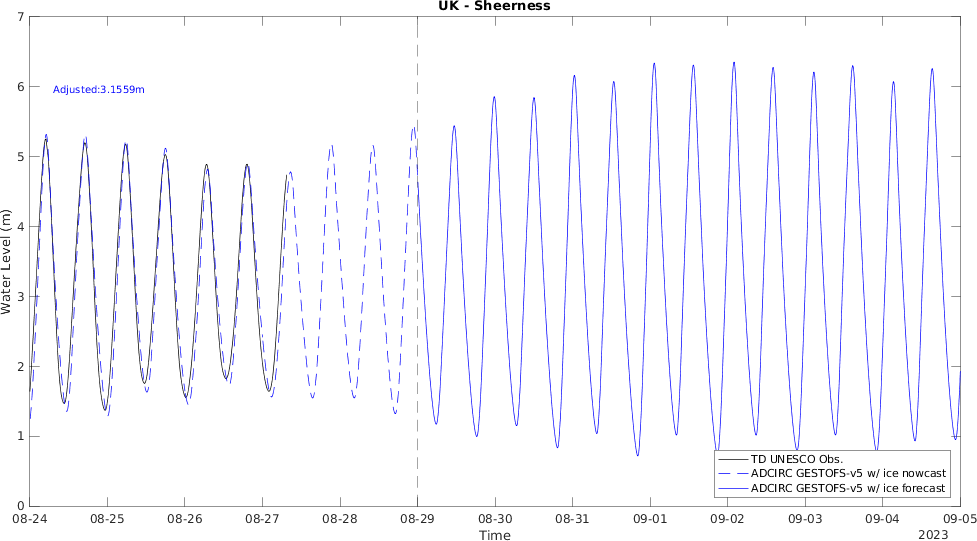 UK - Sheerness
7
6
5
4
3
2
1
0
Water Level (m)
Adjusted:3.1559m
TD UNESCO Obs.
ADCIRC GESTOFS-v5 w/ ice nowcast
ADCIRC GESTOFS-v5 w/ ice forecast
08-24 08-25 08-26 08-27 08-28 08-29 08-30 08-31 09-01 09-02 09-03 09-04 09-05
Time
2023